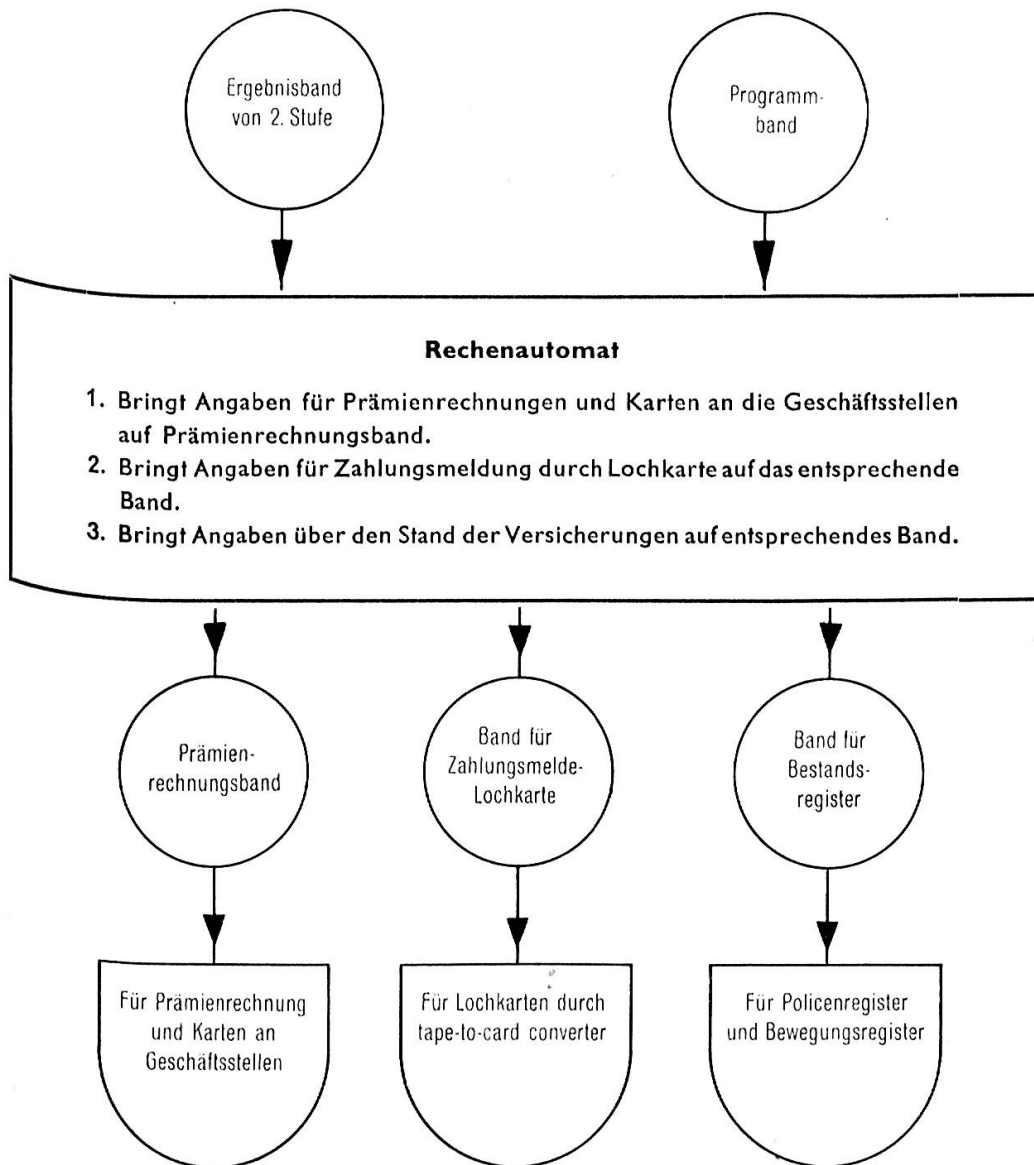 Ergebnisband
von 2. Stufe
Programm-
band
Rechenautomat
1. Bringt Angaben für Prämienrechnungen und Karten an die Geschäftsstellen
auf Prämienrechnungsband.
2. Bringt Angaben für Zahlungsmeldung durch Lochkarte auf das entsprechende
Band.
3. Bringt Angaben über den Stand der Versicherungen auf entsprechendes Band.
Prämien-
rechnungsband
Band für
Zahlungsmelde-
Lochkarte
Band für
Bestands-
register
Für Prämienrechnung
und Karten an
Geschäftsstellen
Für Lochkarten durch
tape-to-card converter
Für Policenregister
und Bewegungsregister